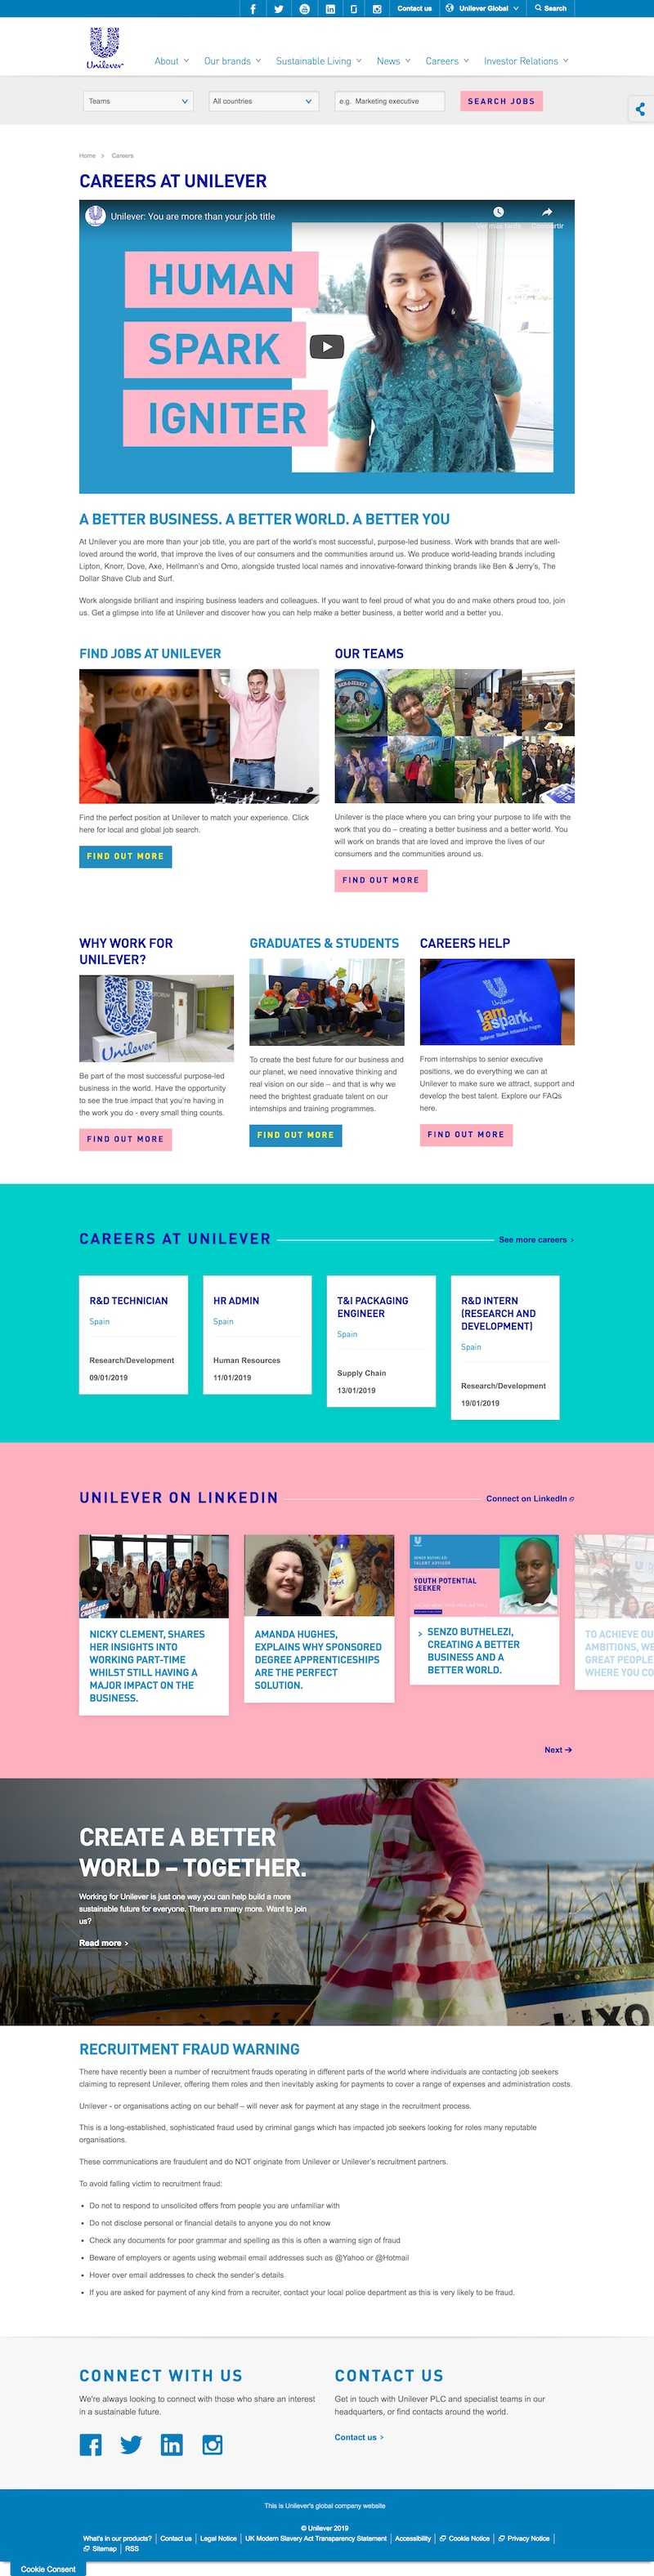 Contact us
Unilever Global
Search
Unilever
About
Our brands
Sustainable Living
News
Careers
Investor Relations
Teams
All countries
e.g. Marketing executive
SEARCH JOBS
Home > Careers
CAREERS AT UNILEVER
Unilever: You are more than your job title
HUMAN
SPARK
IGNITER
A BETTER BUSINESS. A BETTER WORLD. A BETTER YOU
At Unilever you are more than your job title, you are part of the world's most successful, purpose-led business. Work with brands that are well-
loved around the world, that improve the lives of our consumers and the communities around us. We produce world-leading brands including
Lipton, Knorr, Dove, Axe, Hellmann's and Omo, alongside trusted local names and innovative-forward thinking brands like Ben & Jerry's, The
Dollar Shave Club and Surf.
Work alongside brilliant and inspiring business leaders and colleagues. If you want to feel proud of what you do and make others proud too, join
us. Get a glimpse into life at Unilever and discover how you can help make a better business, a better world and a better you.
FIND JOBS AT UNILEVER
Find the perfect position at Unilever to match your experience. Click
here for local and global job search.
FIND OUT MORE
OUR TEAMS
Unilever is the place where you can bring your purpose to life with the
work that you do – creating a better business and a better world. You
will work on brands that are loved and improve the lives of our
consumers and the communities around us.
FIND OUT MORE
WHY WORK FOR
UNILEVER?
Unilever
Be part of the most successful purpose-led
business in the world. Have the opportunity
to see the true impact that you're having in
the work you do - every small thing counts.
FIND OUT MORE
GRADUATES & STUDENTS
To create the best future for our business and
our planet, we need innovative thinking and
real vision on our side – and that is why we
need the brightest graduate talent on our
internships and training programmes.
FIND OUT MORE
CAREERS HELP
Unilever
iam
aspark.
From internships to senior executive
positions, we do everything we can at
Unilever to make sure we attract, support and
develop the best talent. Explore our FAQs
here.
FIND OUT MORE
CAREERS AT UNILEVER
See more careers >
R&D TECHNICIAN
Spain
Research/Development
09/01/2019
HR ADMIN
Spain
Human Resources
11/01/2019
T&I PACKAGING
ENGINEER
Spain
Supply Chain
13/01/2019
R&D INTERN
(RESEARCH AND
DEVELOPMENT)
Spain
Research/Development
19/01/2019
UNILEVER ON LINKEDIN
Connect on LinkedIn
NICKY CLEMENT, SHARES
HER INSIGHTS INTO
WORKING PART-TIME
WHILST STILL HAVING A
MAJOR IMPACT ON THE
BUSINESS.
AMANDA HUGHES,
EXPLAINS WHY SPONSORED
DEGREE APPRENTICESHIPS
ARE THE PERFECT
SOLUTION.
YOUTH POTENTIAL
SEEKER
> SENZO BUTHELEZI,
CREATING A BETTER
BUSINESS AND A
BETTER WORLD.
TO ACHIEVE OU
AMBITIONS, WE
GREAT PEOPLE
WHERE YOU CO
Next →
CREATE A BETTER
WORLD – TOGETHER.
Working for Unilever is just one way you can help build a more
sustainable future for everyone. There are many more. Want to join
us?
Read more >
RECRUITMENT FRAUD WARNING
There have recently been a number of recruitment frauds operating in different parts of the world where individuals are contacting job seekers
claiming to represent Unilever, offering them roles and then inevitably asking for payments to cover a range of expenses and administration costs.
Unilever - or organisations acting on our behalf – will never ask for payment at any stage in the recruitment process.
This is a long-established, sophisticated fraud used by criminal gangs which has impacted job seekers looking for roles many reputable
organisations.
These communications are fraudulent and do NOT originate from Unilever or Unilever's recruitment partners.
To avoid falling victim to recruitment fraud:
• Do not to respond to unsolicited offers from people you are unfamiliar with
• Do not disclose personal or financial details to anyone you do not know
• Check any documents for poor grammar and spelling as this is often a warning sign of fraud
• Beware of employers or agents using webmail email addresses such as @Yahoo or @Hotmail
• Hover over email addresses to check the sender's details
• If you are asked for payment of any kind from a recruiter, contact your local police department as this is very likely to be fraud.
CONNECT WITH US
We're always looking to connect with those who share an interest
in a sustainable future.
CONTACT US
Get in touch with Unilever PLC and specialist teams in our
headquarters, or find contacts around the world.
Contact us >
This is Unilever's global company website
© Unilever 2019
What's in our products? | Contact us | Legal Notice | UK Modern Slavery Act Transparency Statement | Accessibility | Cookie Notice | Privacy Notice |
Sitemap | RSS
Cookie Consent